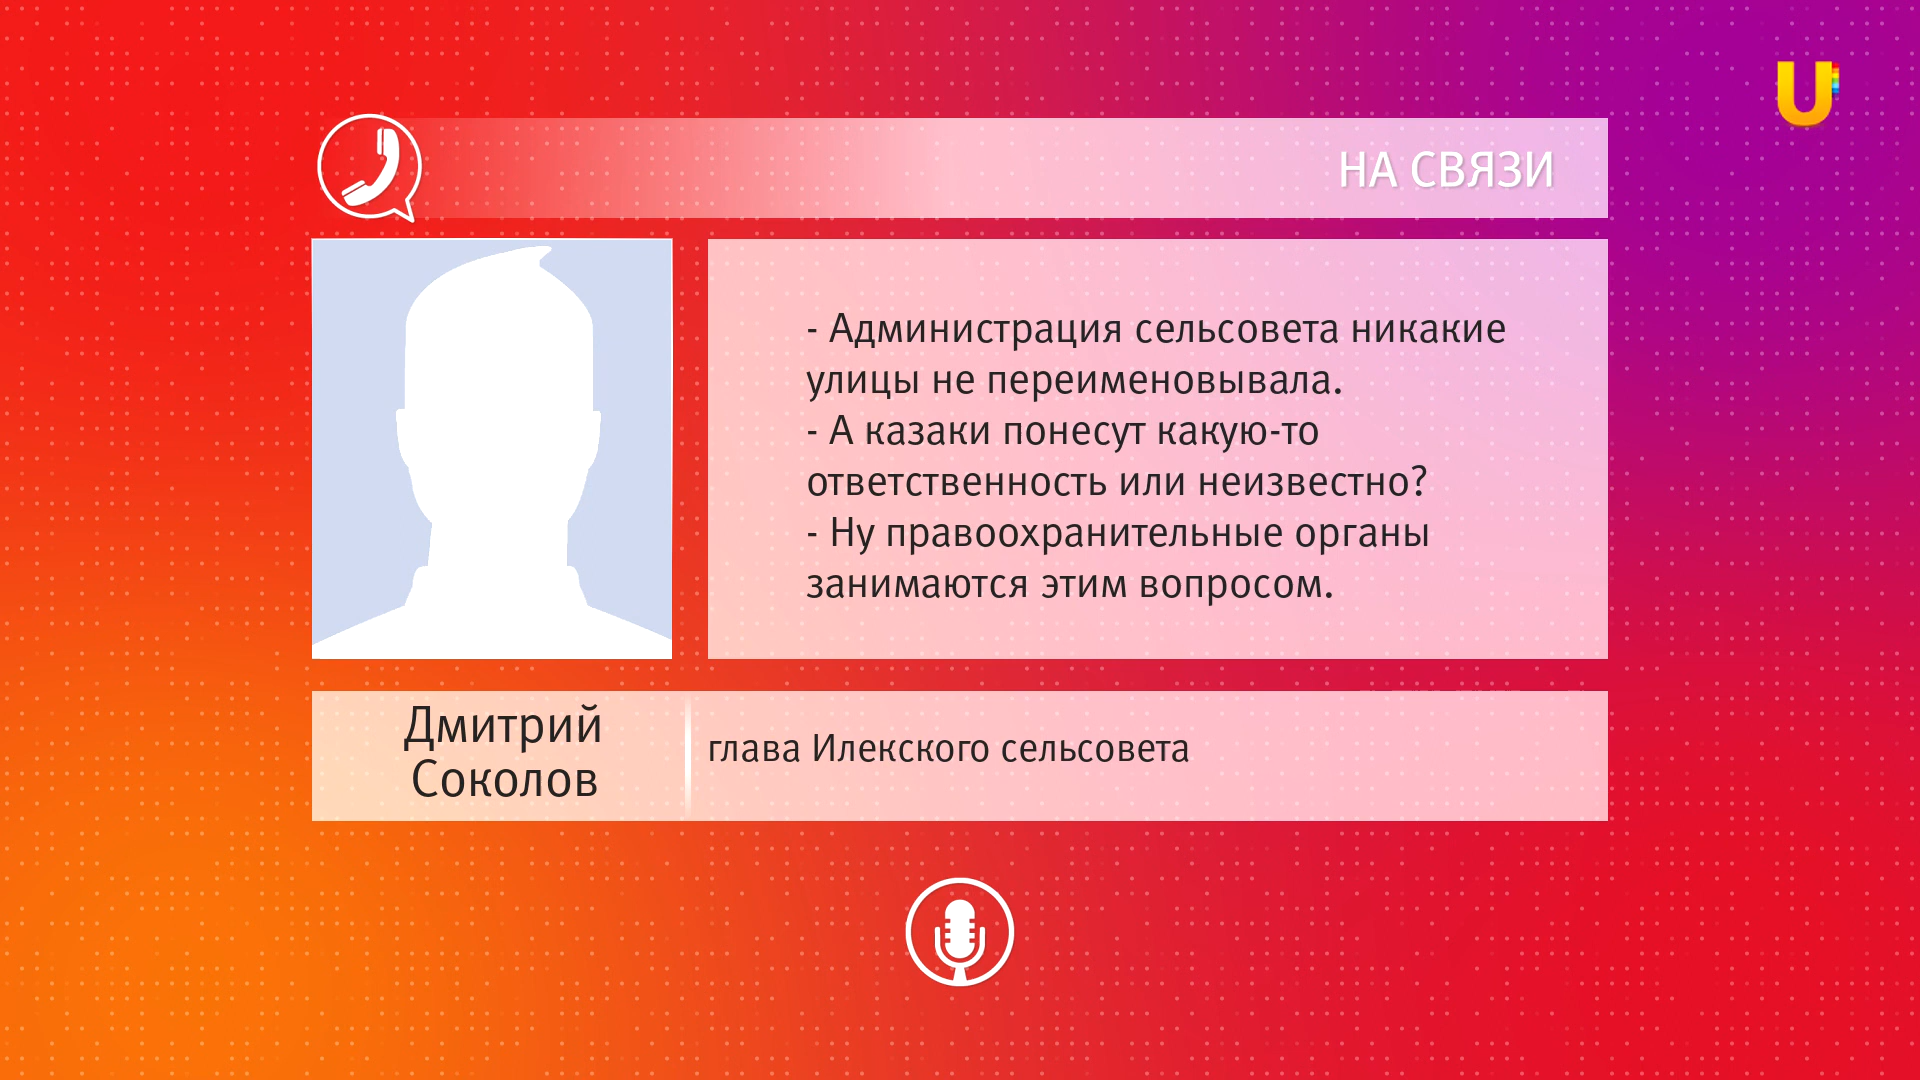 U
НА СВЯЗИ
- Администрация сельсовета никакие
улицы не переименовывала.
- А казаки понесут какую-то
ответственность или неизвестно?
- Ну правоохранительные органы
занимаются этим вопросом.
Дмитрий
Соколов
глава Илекского сельсовета